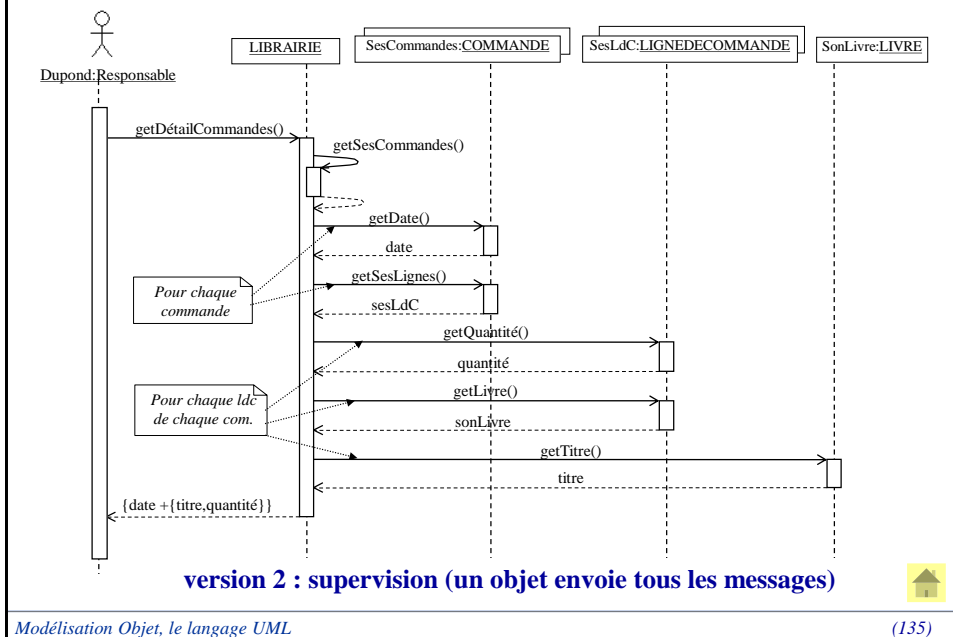 LIBRAIRIE
SesCommandes:COMMANDE
SesLdC:LIGNEDECOMMANDE
SonLivre:LIVRE
Dupond:Responsable
getDétailCommandes()
getSesCommandes()
getDate()
date
getSesLignes()
Pour chaque
commande
sesLdC
getQuantité()
quantité
getLivre()
Pour chaque ldc
de chaque com.
sonLivre
getTitre()
titre
{date +{titre,quantité}}
version 2 : supervision (un objet envoie tous les messages)
Modélisation Objet, le langage UML
(135)